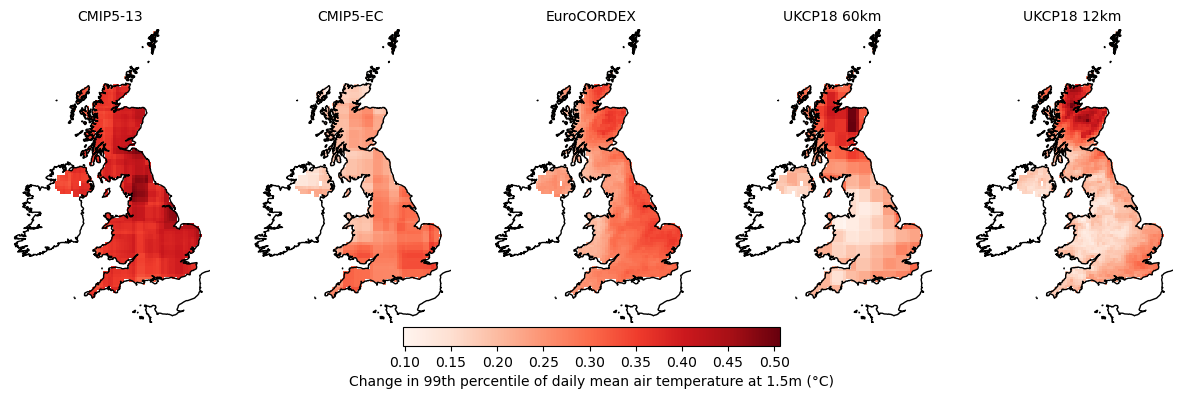 CMIP5-13 CMIP5-EC EuroCORDEX UKCP18 60km UKCP18 12km
0.10 0.15 0.20 0.25 0.30 0.35 0.40 0.45 0.50
Change in 99th percentile of daily mean air temperature at 1.5m (°C)